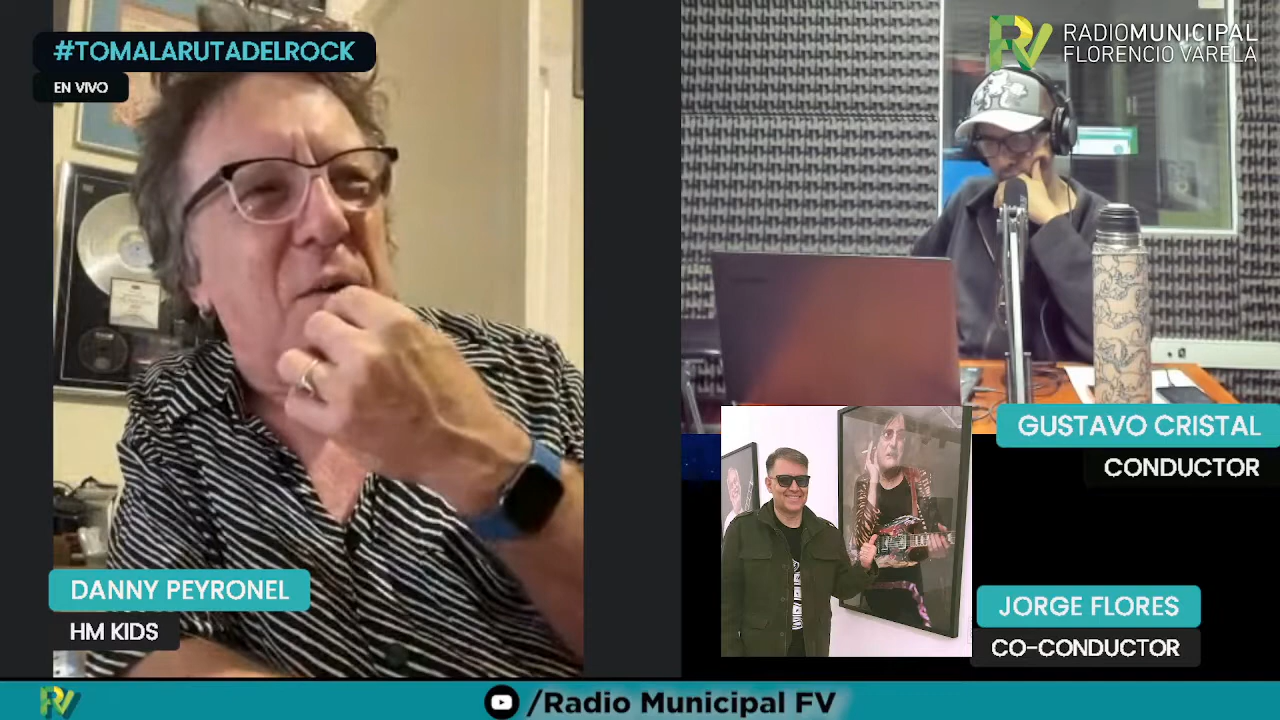 #TOMALARUTADELROCK
EN VIVO
RADIOMUNICIPAL
FLORENCIO VARELA
GUSTAVO CRISTAL
CONDUCTOR
DANNY PEYRONEL
HM KIDS
JORGE FLORES
CO-CONDUCTOR
/Radio Municipal FV